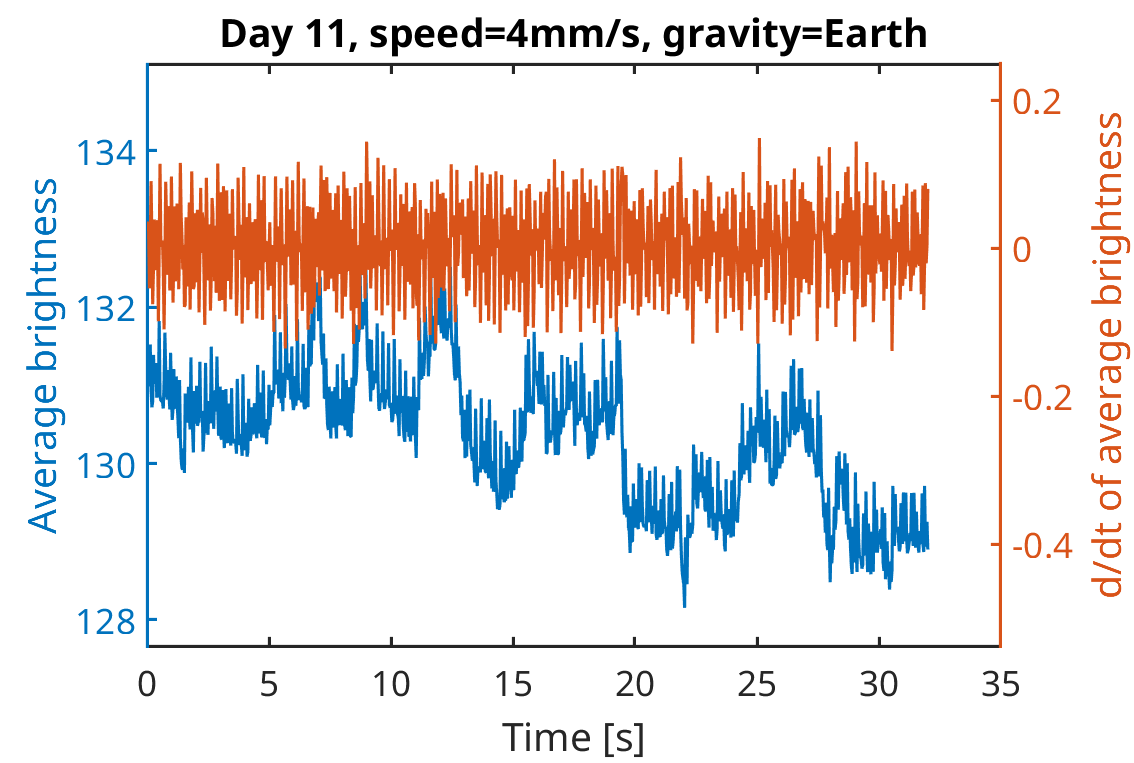 Day 11, speed=4mm/s, gravity=Earth
Average brightness
134
132
130
128
0.2
0
-0.2
-0.4
d/dt of average brightness
0 5 10 15 20 25 30 35
Time [s]